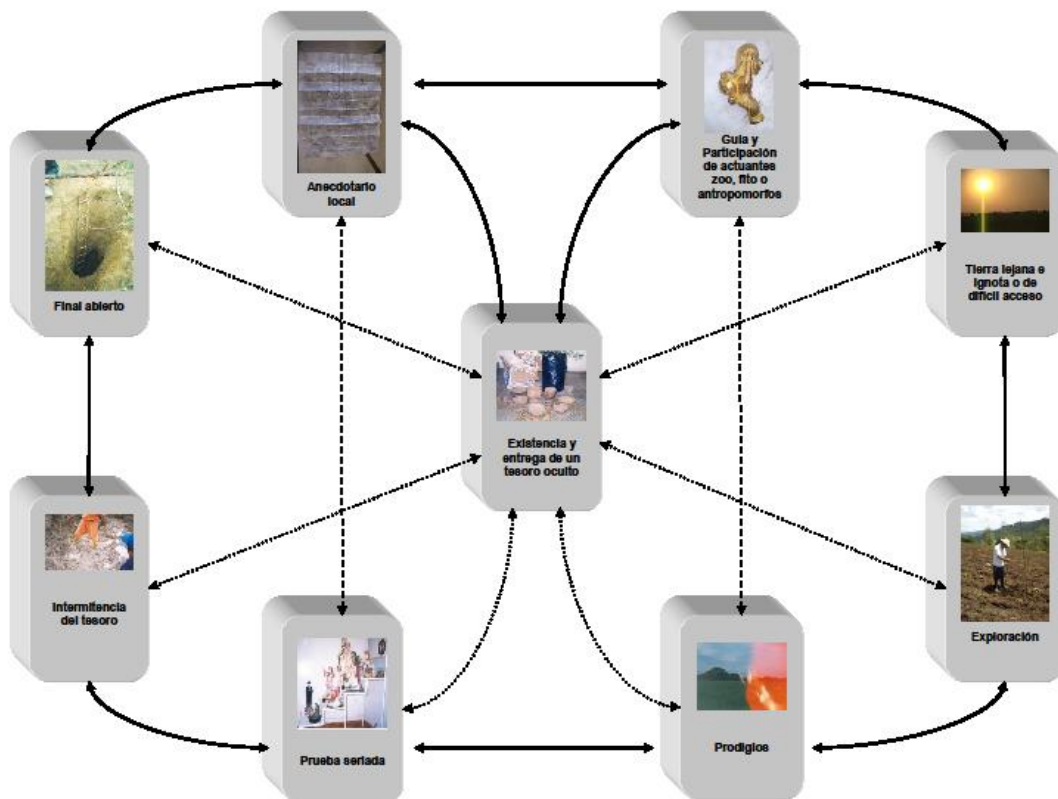 Anecdotario
local
Guia y
Participación
de actuantes
zoo, fito o
antropomorfos
Final abierto
Tierra lejana e
ignota o de
difícil acceso
Existencia y
entrega de un
tesoro oculto
Intermitencia
del tesoro
Exploración
Prueba seriada
Prodigios